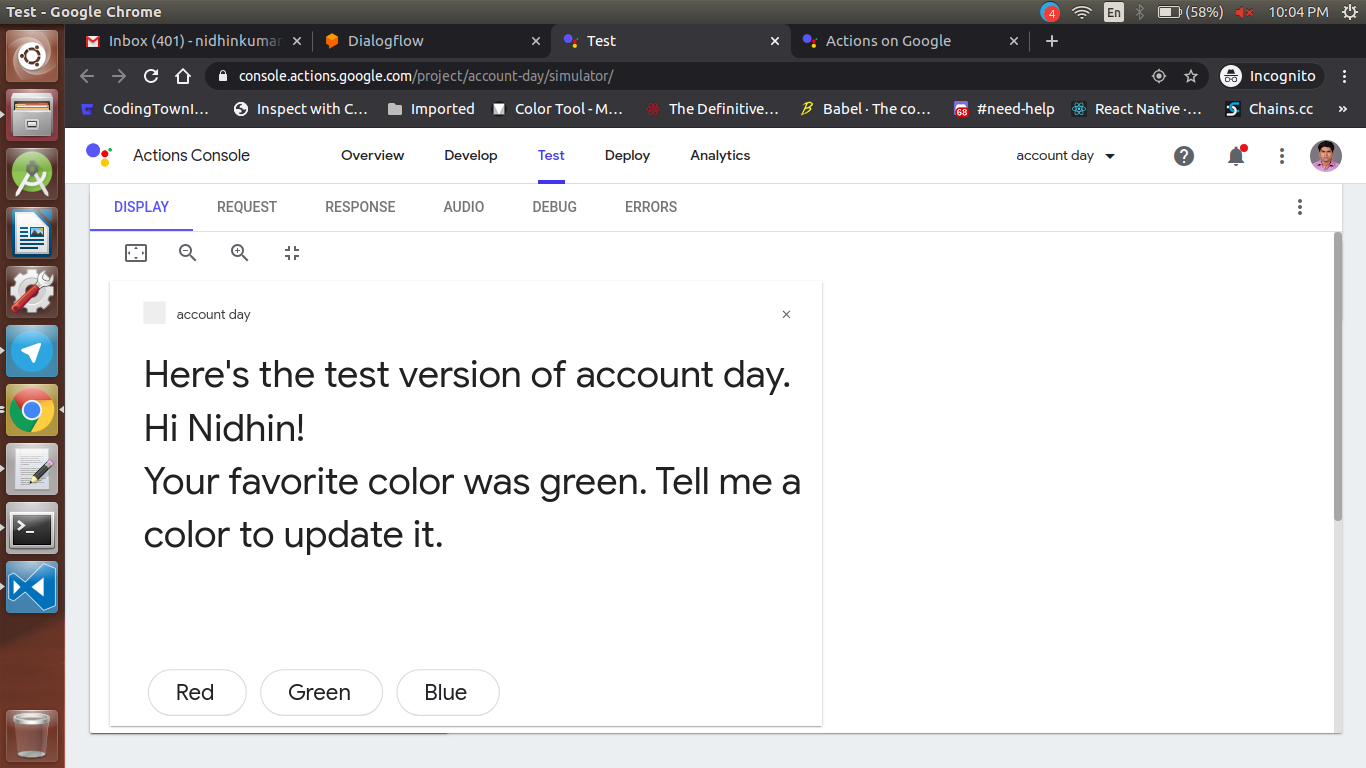 Test - Google Chrome
4
En
(58%)
10:04 PM
Inbox (401) - nidhinkumar
Dialogflow
Test
Actions on Google
console.actions.google.com/project/account-day/simulator/
Incognito
CodingTownI...
Inspect with C...
Imported
Color Tool - M...
The Definitive...
Babel · The co...
68
#need-help
React Native ·...
Chains.cc
»
Actions Console
Overview
Develop
Test
Deploy
Analytics
account day
DISPLAY
REQUEST
RESPONSE
AUDIO
DEBUG
ERRORS
account day
Here's the test version of account day.
Hi Nidhin!
Your favorite color was green. Tell me a
color to update it.
Red
Green
Blue